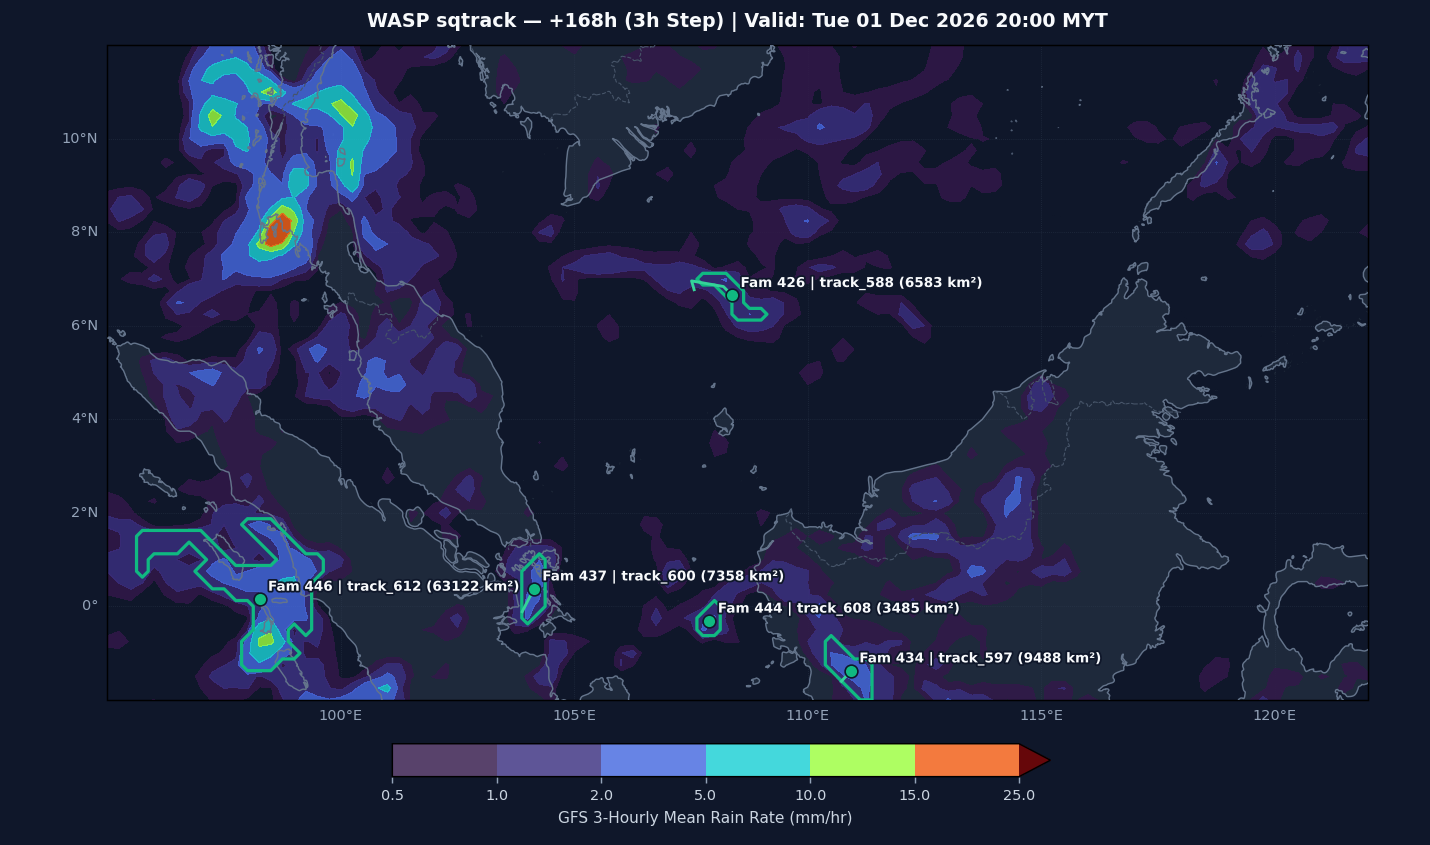 WASP sqtrack — +168h (3h Step) | Valid: Tue 01 Dec 2026 20:00 MYT
10°N
8°N
6°N
4°N
2°N
0°
Fam 426 | track_588 (6583 km²)
Fam 437 | track_600 (7358 km²)
Fam 446 | track_612 (63122 km²)
Fam 444 | track_608 (3485 km²)
Fam 434 | track_597 (9488 km²)
100°E 105°E 110°E 115°E 120°E
0.5 1.0 2.0 5.0 10.0 15.0 25.0
GFS 3-Hourly Mean Rain Rate (mm/hr)